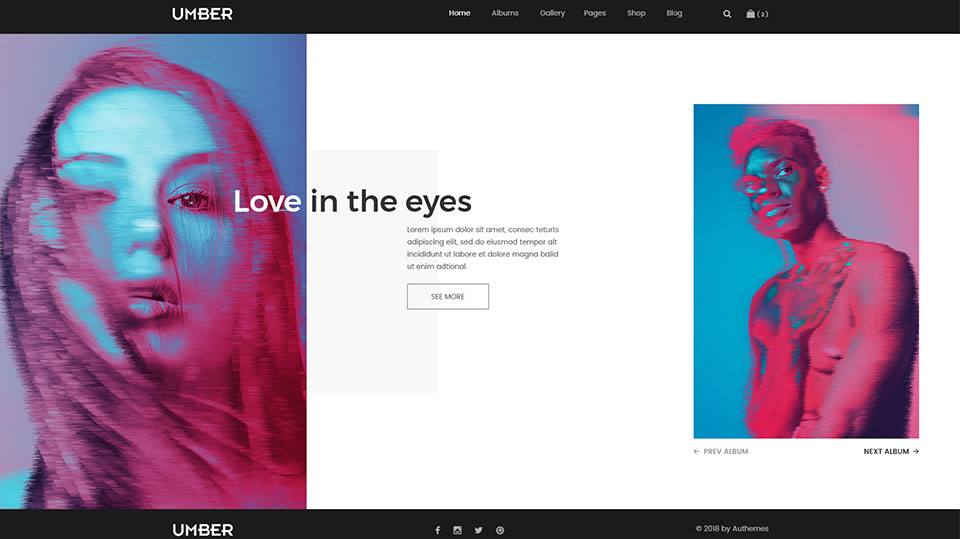 UMBER
Home Albums Gallery Pages Shop Blog ( 2 )
Love in the eyes
Lorem ipsum dolor sit amet, consec teturts
adipiscing elit, sed do eiusmod tempor alt
incididunt ut labore et dolore magna balid
ut enim adtional.
SEE MORE
← PREV ALBUM NEXT ALBUM →
UMBER
© 2018 by Authemes